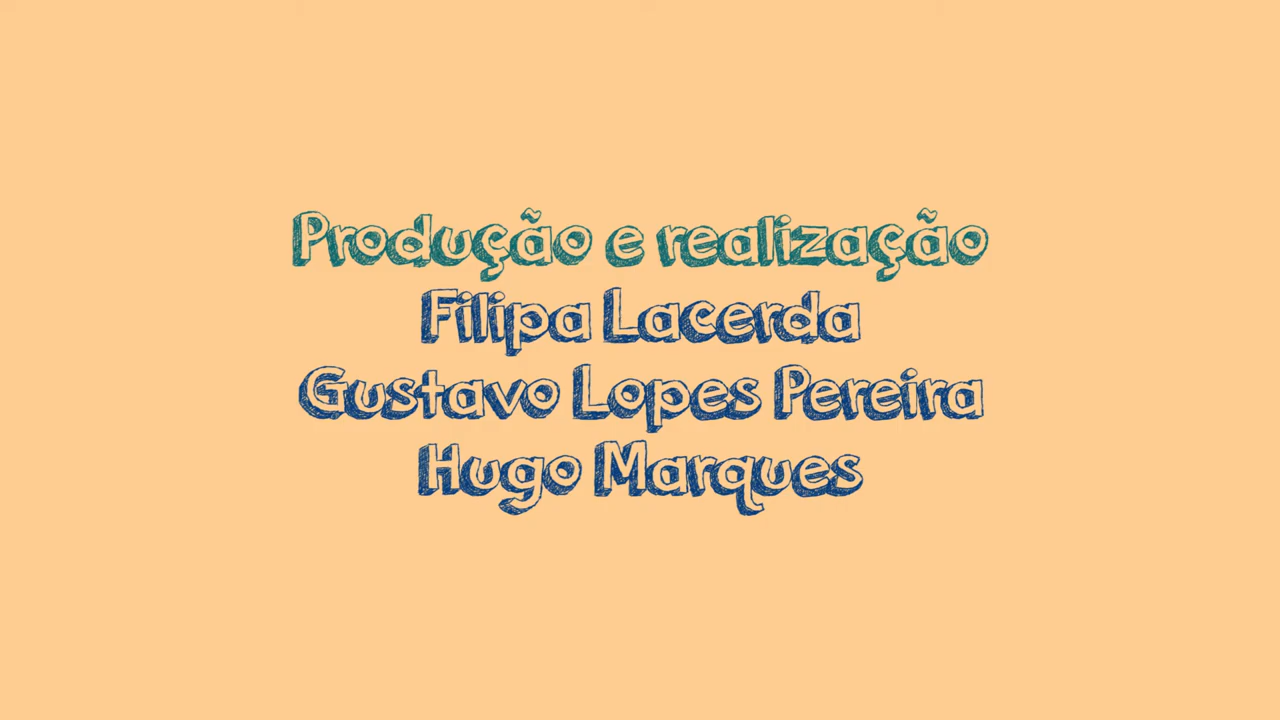 Produção e realização
Filipa Lacerda
Gustavo Lopes Pereira
Hugo Marques